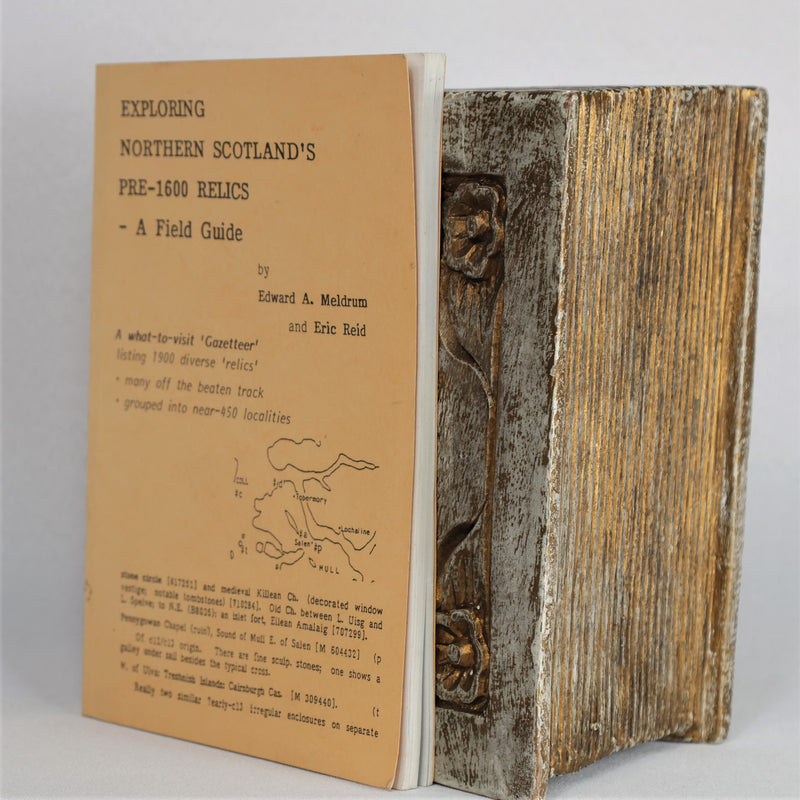 EXPLORING
NORTHERN SCOTLAND'S
PRE-1600 RELICS
- A Field Guide
by
Edward A. Meldrum
and Eric Reid
A what-to-visit 'Gazetteer'
listing 1900 diverse 'relics'
• many off the beaten track
• grouped into near-450 localities
COLL
Tobermory
Lochaline
Salen
MULL
stone circle [617251] and medieval Killean Ch. (decorated window
vestige; notable tombstones) [710284]. Old Ch. between L. Uisg and
L. Spelve; to N.E. (B8035); an islet fort, Eilean Amalaig [707299].
Pennygowan Chapel (ruin), Sound of Mull E. of Salen [M 604432] (p
Of c12/c13 origin. There are fine sculp. stones; one shows a
galley under sail besides the typical cross.
W. of Ulva: Treshnish Islands: Cairnburgh Cas. [M 309440]. (t
Really two similar ?early-c13 irregular enclosures on separate